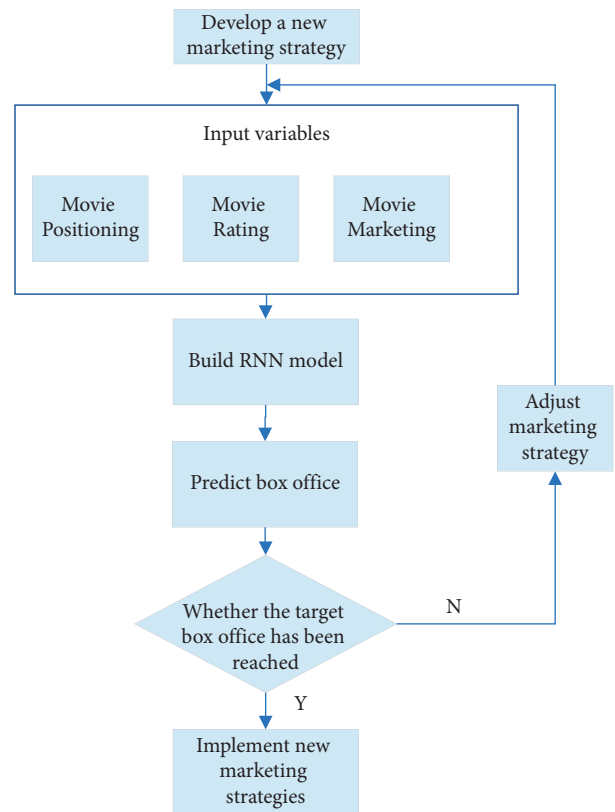 Develop a new
marketing strategy
Input variables
Movie
Positioning
Movie
Rating
Movie
Marketing
Build RNN model
Adjust
marketing
strategy
Predict box office
Whether the target
box office has been
reached
N
Y
Implement new
marketing
strategies